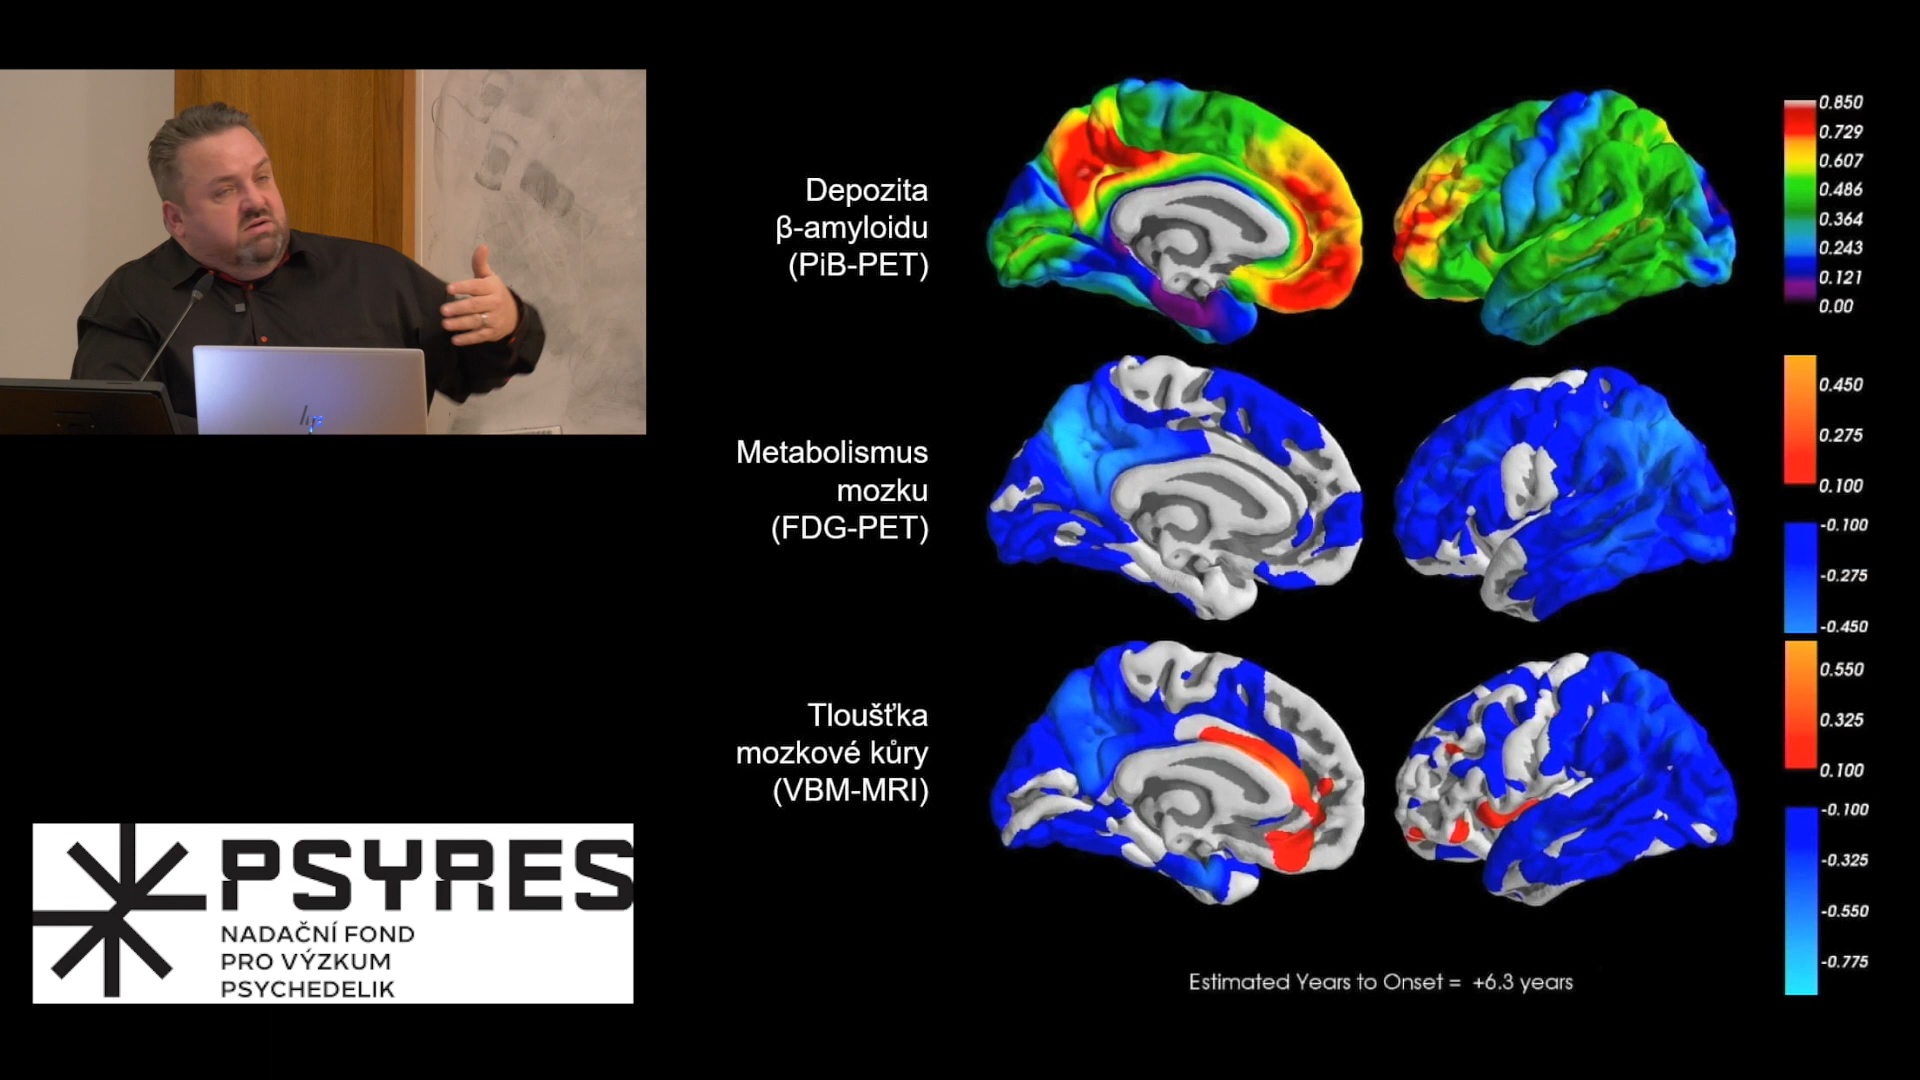 Depozita
β-amyloidu
(PiB-PET)
0.850
0.729
0.607
0.486
0.364
0.243
0.121
0.00
Metabolismus
mozku
(FDG-PET)
0.450
0.275
0.100
-0.100
-0.275
-0.450
Tloušťka
mozkové kůry
(VBM-MRI)
0.550
0.325
0.100
-0.100
-0.325
-0.550
-0.775
Estimated Years to Onset = +6.3 years
hp
PSYRES
NADAČNÍ FOND
PRO VÝZKUM
PSYCHEDELIK